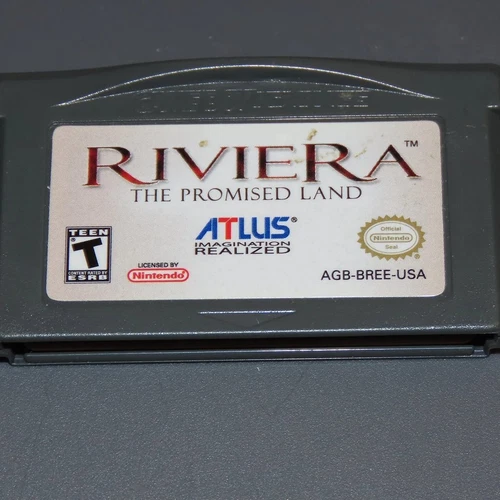 RIVIERA™
THE PROMISED LAND
ATLUS®
IMAGINATION
REALIZED
TEEN
T
CONTENT RATED BY
ESRB
LICENSED BY
Nintendo®
Official
Nintendo
Seal
AGB-BREE-USA